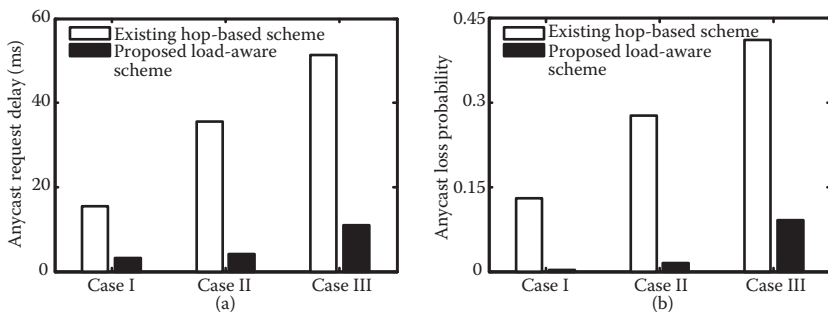 60
40
20
0
Anycast request delay (ms)
Existing hop-based scheme
Proposed load-aware
scheme
Case I
Case II
Case III
(a)
0.45
0.3
0.15
0
Anycast loss probability
Existing hop-based scheme
Proposed load-aware
scheme
Case I
Case II
Case III
(b)